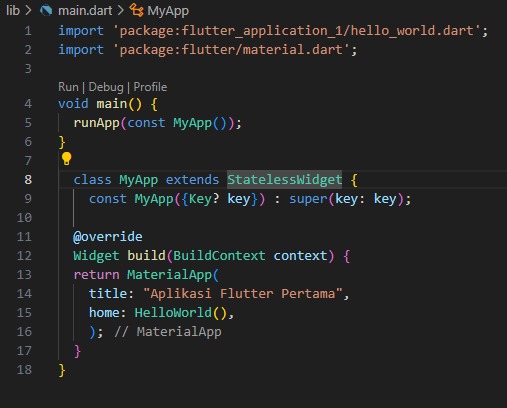 lib > main.dart > MyApp
1 import 'package:flutter_application_1/hello_world.dart';
2 import 'package:flutter/material.dart';
3
Run | Debug | Profile
4 void main() {
5   runApp(const MyApp());
6 }
7
8   class MyApp extends StatelessWidget {
9     const MyApp({Key? key}) : super(key: key);
10
11   @override
12   Widget build(BuildContext context) {
13   return MaterialApp(
14     title: "Aplikasi Flutter Pertama",
15     home: HelloWorld(),
16     ); // MaterialApp
17   }
18 }